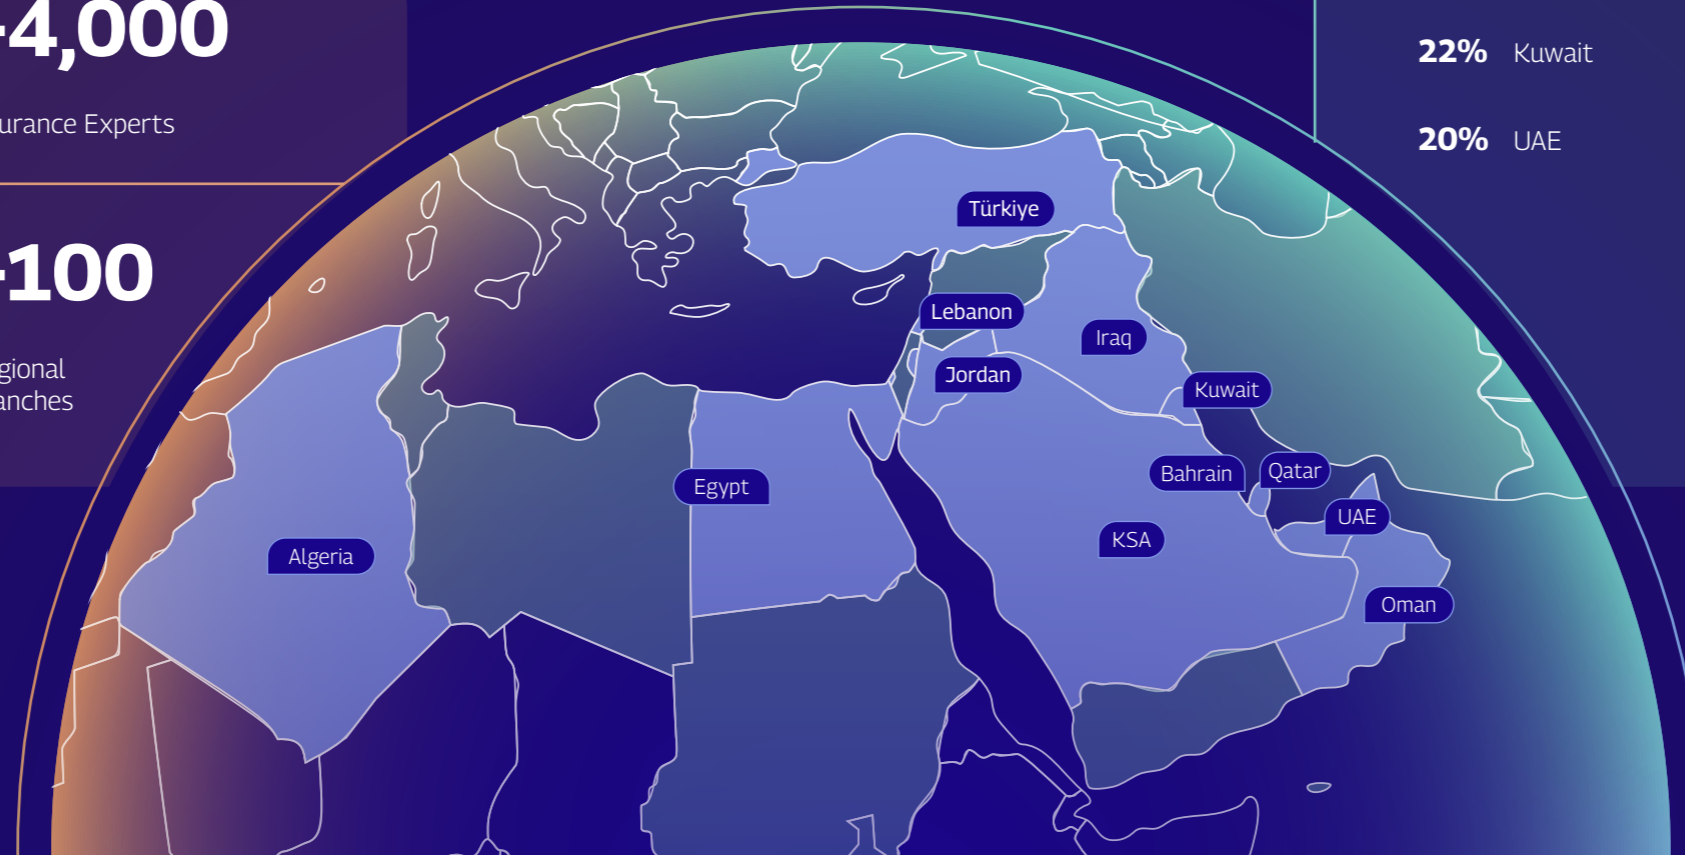 4,000
urance Experts
100
gional
anches
22% Kuwait
20% UAE
Türkiye
Lebanon
Iraq
Jordan
Kuwait
Bahrain
Qatar
Egypt
UAE
KSA
Algeria
Oman